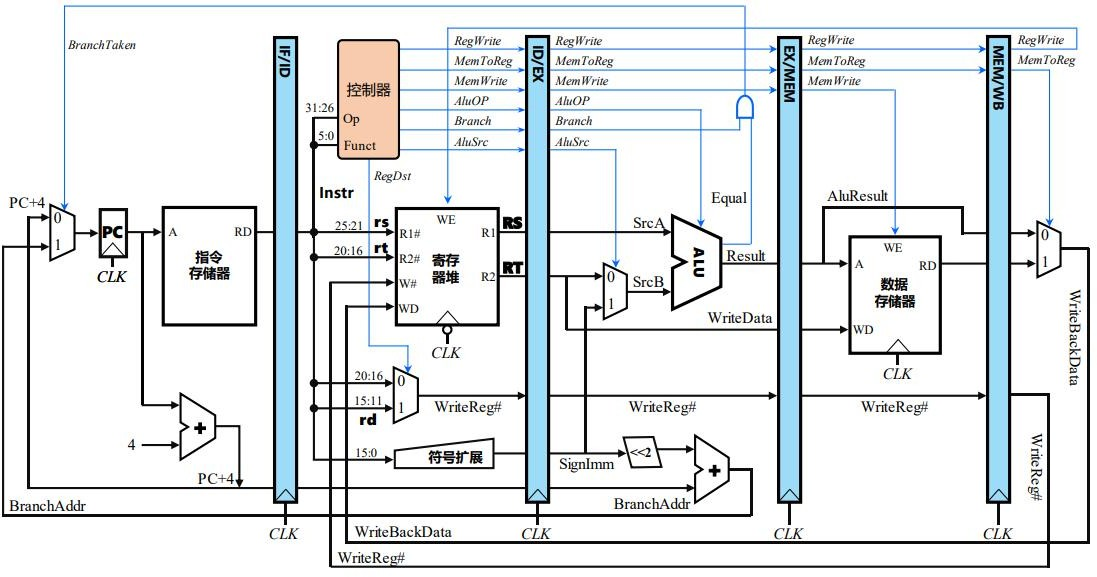 BranchTaken
IF/ID
控制器
31:26
Op
5:0
Funct
RegWrite
MemToReg
MemWrite
AluOP
Branch
AluSrc
RegDst
ID/EX
RegWrite
MemToReg
MemWrite
AluOP
Branch
AluSrc
EX/MEM
RegWrite
MemToReg
MemWrite
MEM/WB
RegWrite
MemToReg
PC+4
0
1
PC
CLK
A
RD
指令
存储器
Instr
25:21
rs
20:16
rt
WE
R1#
R1
R2#
寄存
器堆
R2
W#
WD
CLK
RS
RT
0
1
SrcA
SrcB
ALU
Equal
Result
WriteData
AluResult
WE
A
RD
数据
存储器
WD
CLK
0
1
WriteBackData
20:16
0
15:11
1
rd
WriteReg#
WriteReg#
WriteReg#
WriteReg#
4
+
PC+4
15:0
符号扩展
SignImm
<<2
+
BranchAddr
BranchAddr
CLK
CLK
CLK
CLK
WriteBackData
WriteReg#